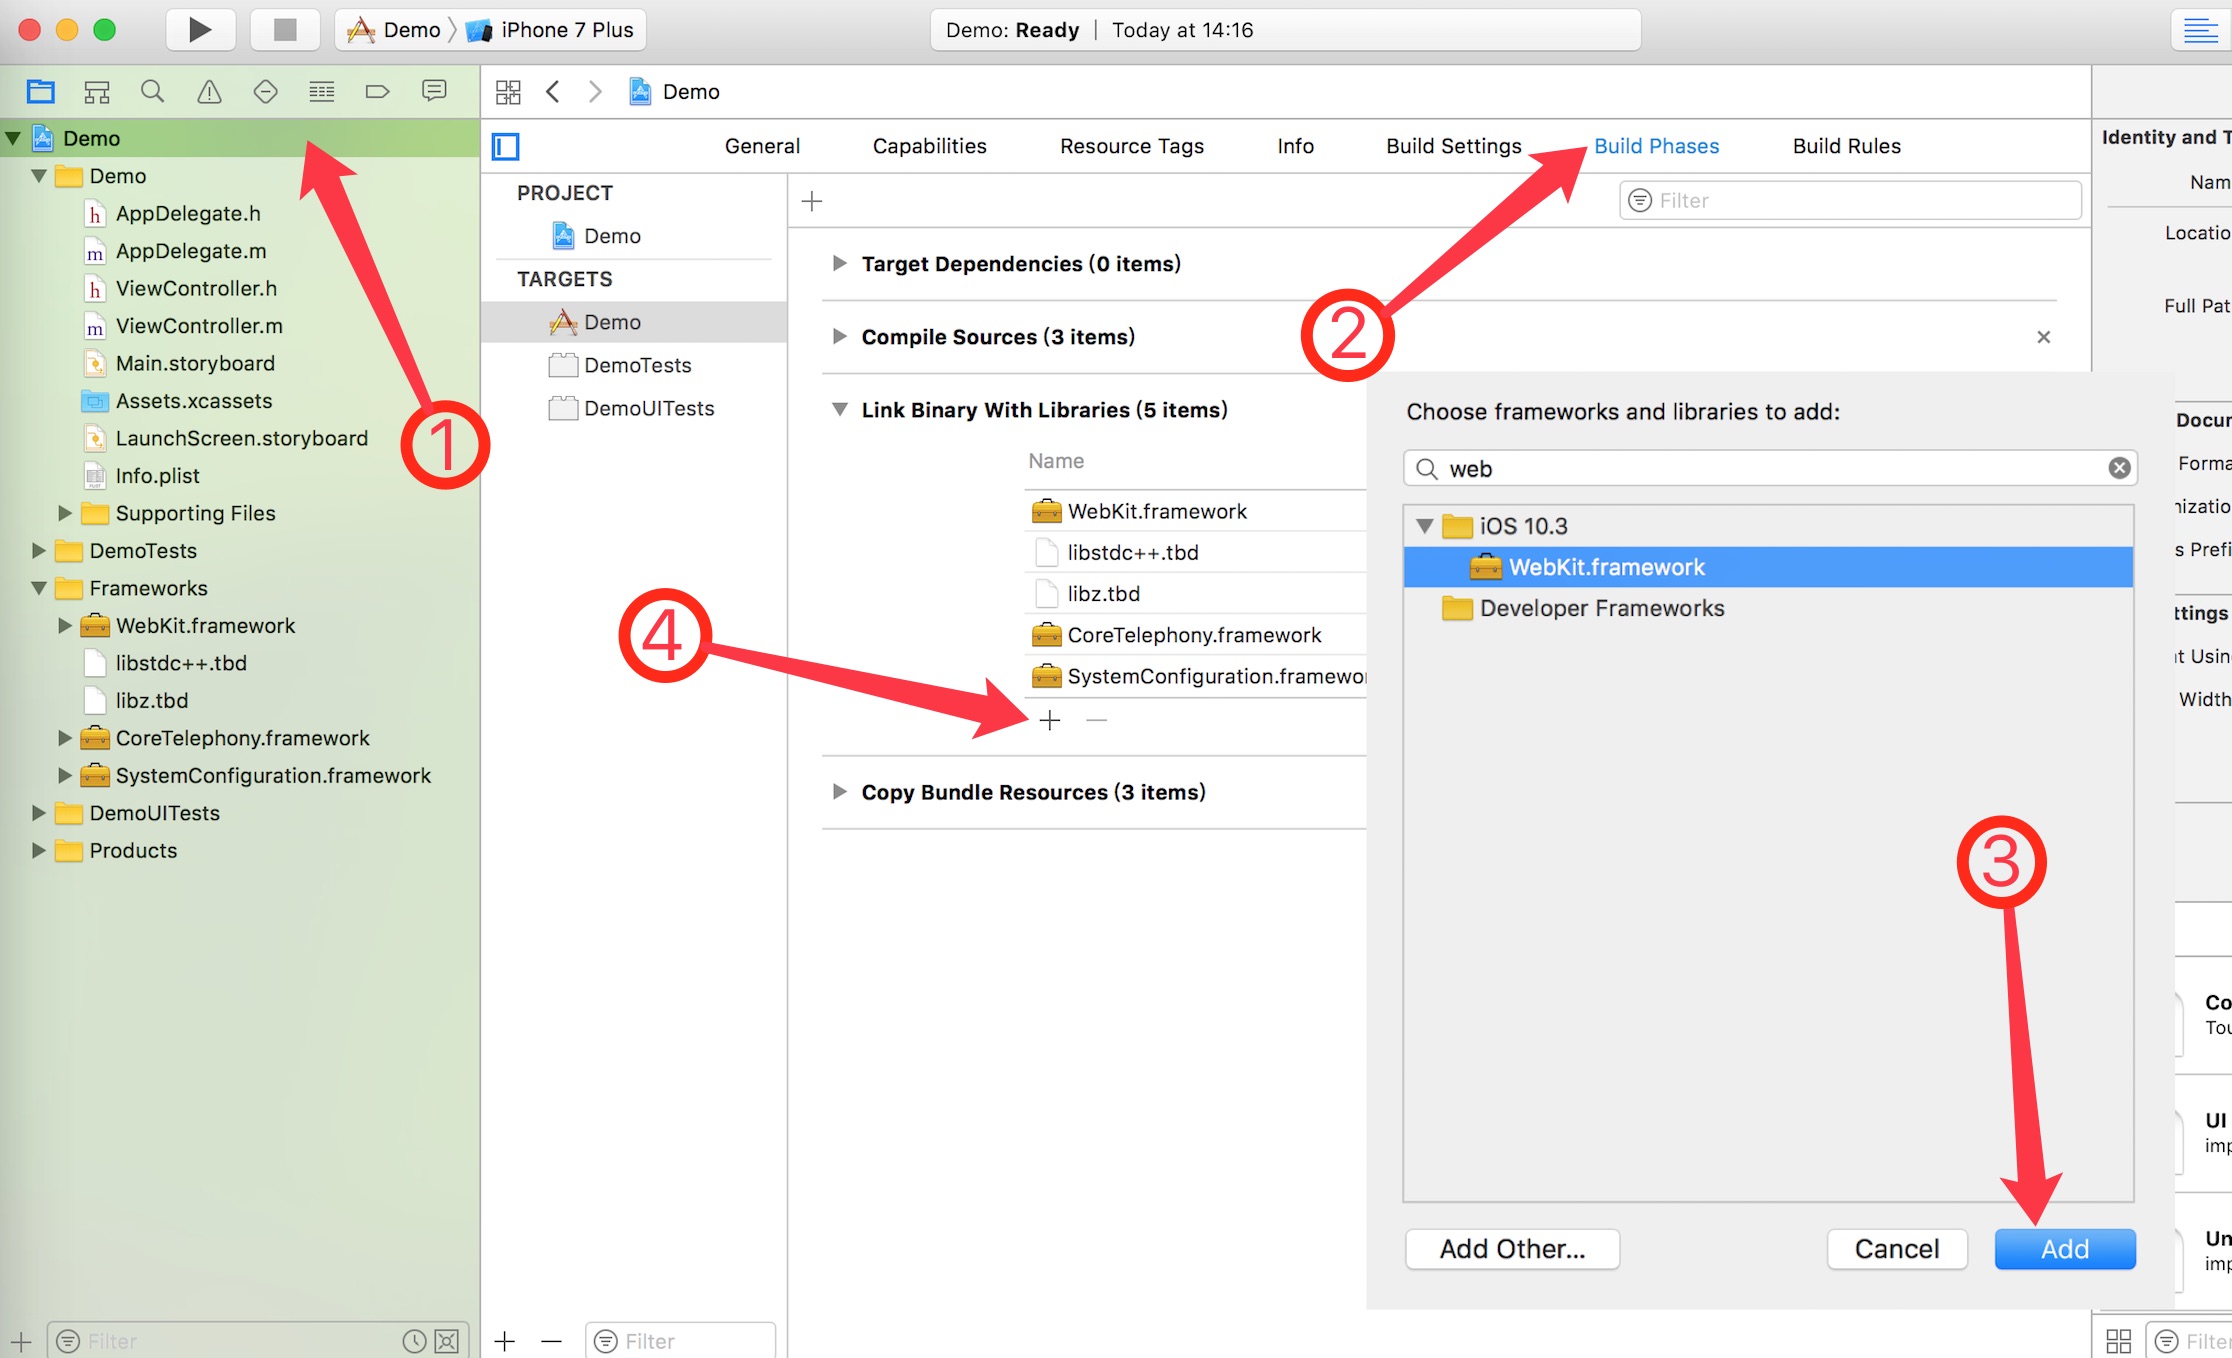 Demo
iPhone 7 Plus
Demo: Ready | Today at 14:16
Demo
General
Capabilities
Resource Tags
Info
Build Settings
Build Phases
Build Rules
Demo
Demo
AppDelegate.h
AppDelegate.m
ViewController.h
ViewController.m
Main.storyboard
Assets.xcassets
LaunchScreen.storyboard
Info.plist
Supporting Files
DemoTests
Frameworks
WebKit.framework
libstdc++.tbd
libz.tbd
CoreTelephony.framework
SystemConfiguration.framework
DemoUITests
Products
Filter
1
PROJECT
Demo
TARGETS
Demo
DemoTests
DemoUITests
Filter
Filter
Target Dependencies (0 items)
2
Compile Sources (3 items)
Link Binary With Libraries (5 items)
Name
WebKit.framework
libstdc++.tbd
libz.tbd
CoreTelephony.framework
SystemConfiguration.framewo
4
Copy Bundle Resources (3 items)
Choose frameworks and libraries to add:
web
iOS 10.3
WebKit.framework
Developer Frameworks
3
Add Other...
Cancel
Add
Identity and T
Nam
Locatio
Full Pat
Docur
Forma
nizatio
s Prefi
ttings
it Usin
Width
Co
Tou
UI
imp
Un
imp
Filter